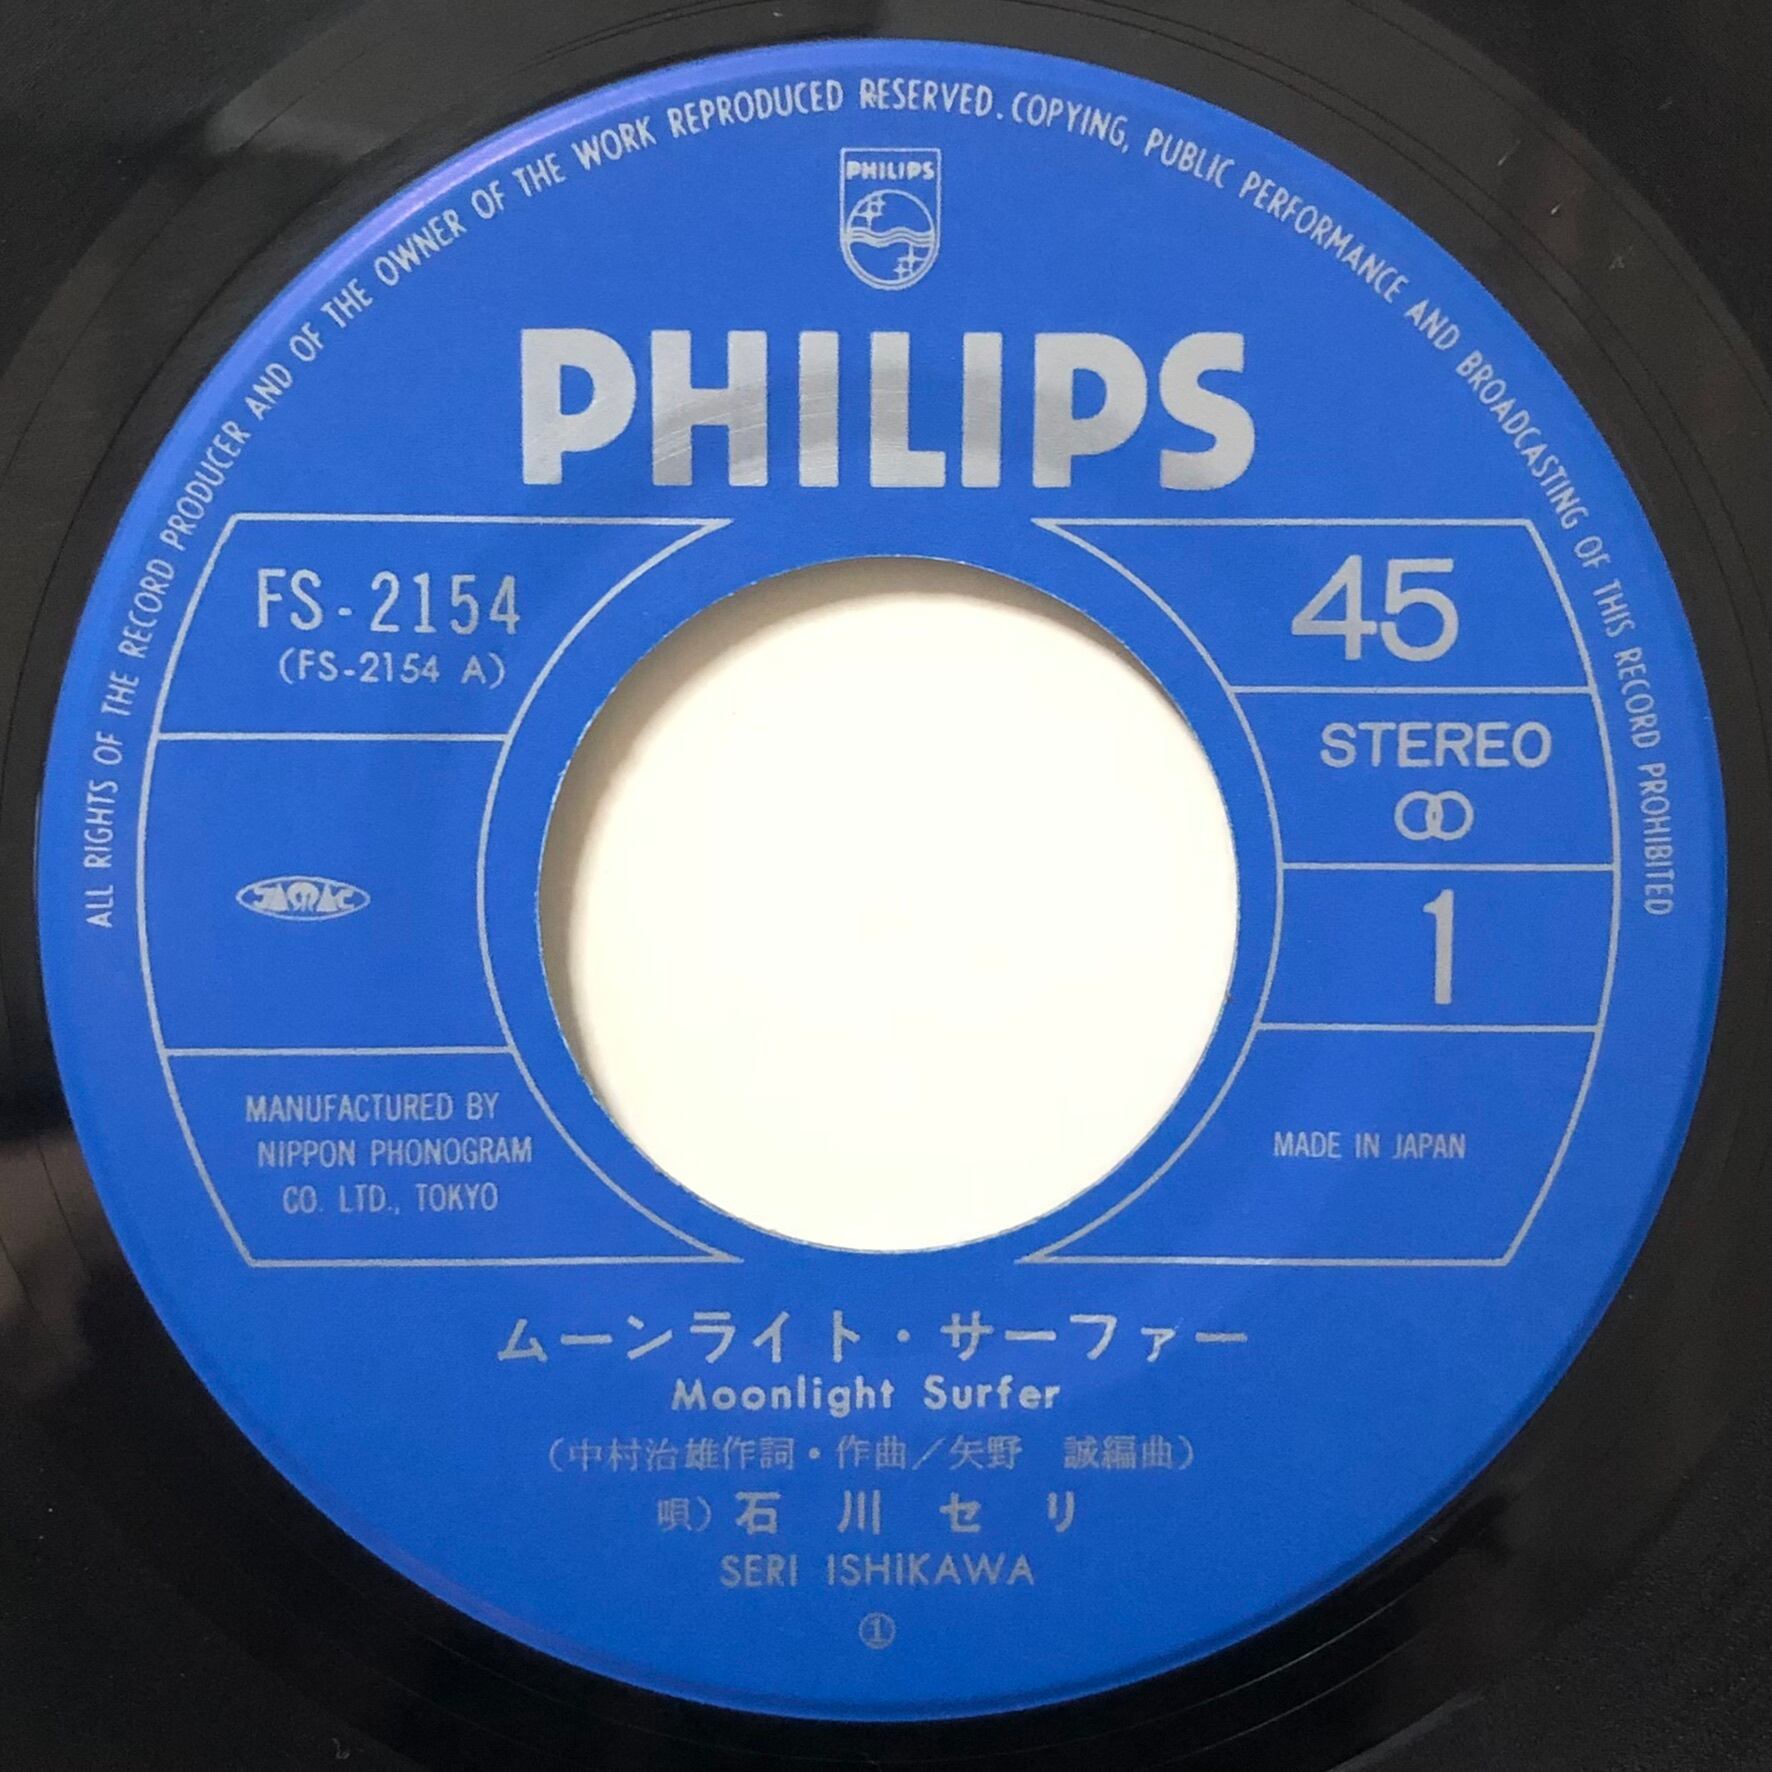 ALL RIGHTS OF THE RECORD PRODUCER AND OF THE OWNER OF THE WORK REPRODUCED RESERVED. COPYING, PUBLIC PERFORMANCE AND BROADCASTING OF THIS RECORD PROHIBITED
PHILIPS
PHILIPS
FS-2154
(FS-2154 A)
JASRAC
MANUFACTURED BY
NIPPON PHONOGRAM
CO. LTD., TOKYO
45
STEREO
1
MADE IN JAPAN
ムーンライト・サーファー
Moonlight Surfer
(中村治雄作詞・作曲／矢野 誠編曲)
唄) 石川セリ
SERI ISHIKAWA
①